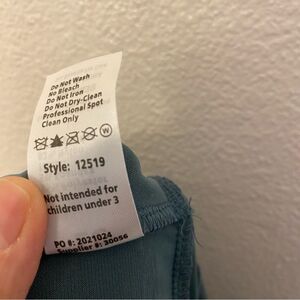 Do Not Wash
No Bleach
Do Not Iron
Do Not Dry-Clean
Professional Spot
Clean Only
W
Style: 12519
Not intended for
children under 3
PO #: 2021024
Supplier #: 30056